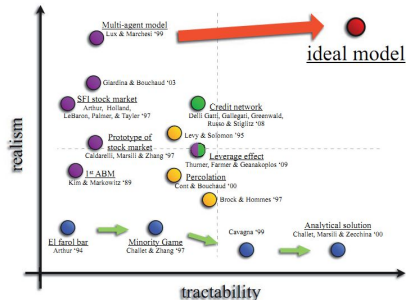 Multi-agent model
Lux & Marchesi '99
ideal model
Giardina & Bouchaud '03
SFI stock market
Arthur, Holland,
LeBaron, Palmer, & Tayler '97
Credit network
Delli Gatti, Gallegati, Greenwald,
Russo & Stiglitz '08
Levy & Solomon '95
Prototype of
stock market
Caldarelli, Marsili & Zhang '97
Leverage effect
Thurner, Farmer & Geanakoplos '09
1st ABM
Kim & Markowitz '89
Percolation
Cont & Bouchaud '00
Brock & Hommes '97
El farol bar
Arthur '94
Minority Game
Challet & Zhang '97
Cavagna '99
Analytical solution
Challet, Marsili & Zecchina '00
realism
tractability